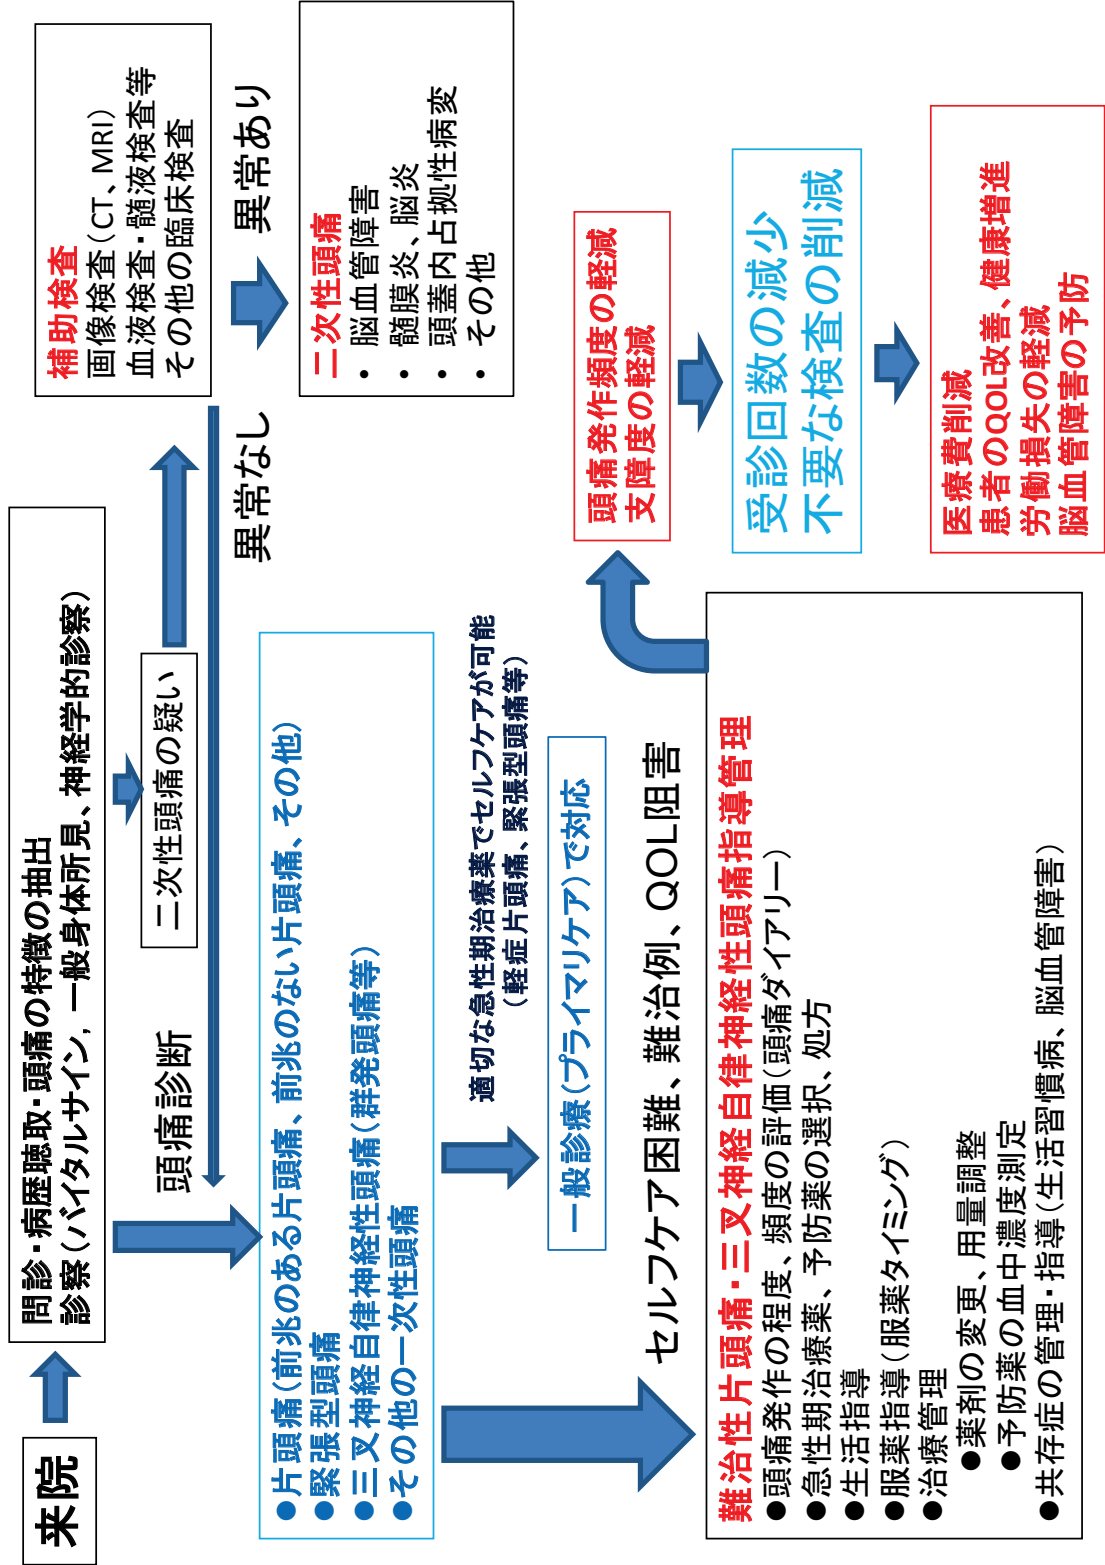 来院
問診・病歴聴取・頭痛の特徴の抽出
診察（バイタルサイン，一般身体所見、神経学的診察）
二次性頭痛の疑い
補助検査
画像検査（CT、MRI）
血液検査・髄液検査等
その他の臨床検査
異常あり
異常なし
二次性頭痛
・ 脳血管障害
・ 髄膜炎、脳炎
・ 頭蓋内占拠性病変
・ その他
頭痛診断
●片頭痛（前兆のある片頭痛、前兆のない片頭痛、その他）
●緊張型頭痛
●三叉神経自律神経性頭痛（群発頭痛等）
●その他の一次性頭痛
適切な急性期治療薬でセルフケアが可能
（軽症片頭痛、緊張型頭痛等）
一般診療（プライマリケア）で対応
セルフケア困難、難治例、QOL阻害
難治性片頭痛・三叉神経自律神経性頭痛指導管理
●頭痛発作の程度、頻度の評価（頭痛ダイアリー）
●急性期治療薬、予防薬の選択、処方
●生活指導
●服薬指導（服薬タイミング）
●治療管理
●薬剤の変更、用量調整
●予防薬の血中濃度測定
●共存症の管理・指導（生活習慣病、脳血管障害）
頭痛発作頻度の軽減
支障度の軽減
受診回数の減少
不要な検査の削減
医療費削減
患者のQOL改善、健康増進
労働損失の軽減
脳血管障害の予防